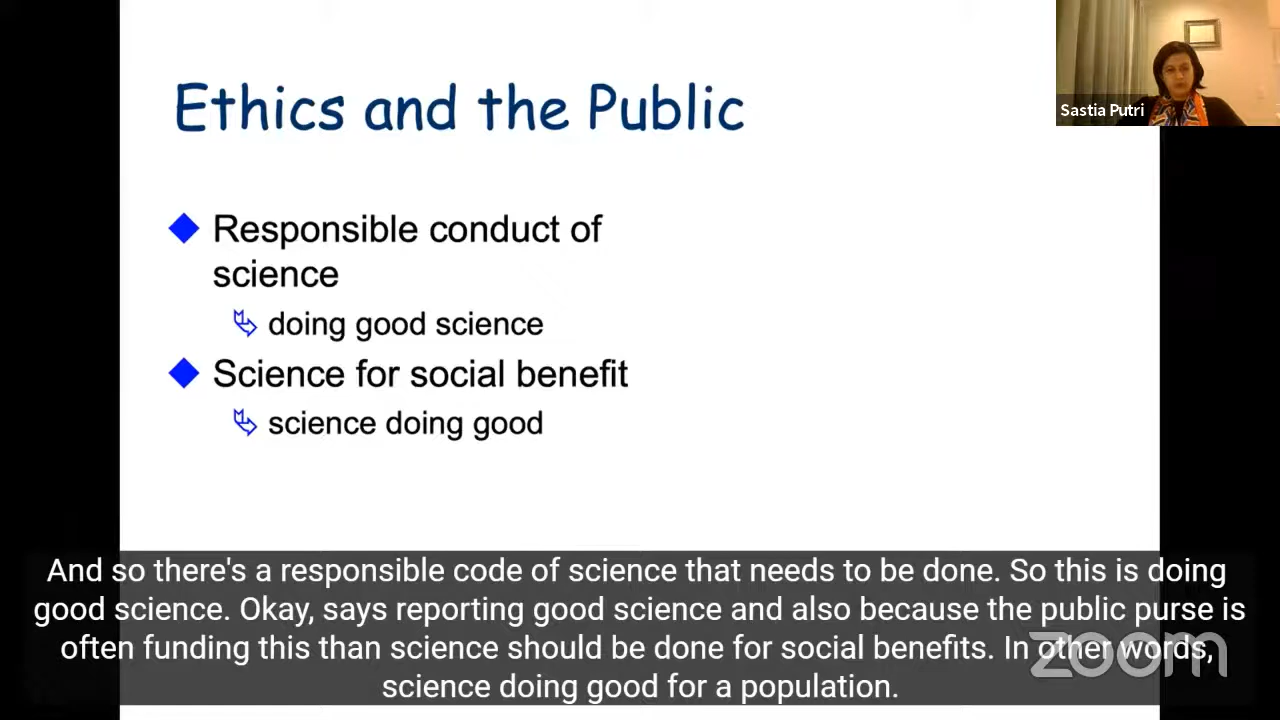 Ethics and the Public
Sastia Putri
Responsible conduct of
science
doing good science
Science for social benefit
science doing good
And so there's a responsible code of science that needs to be done. So this is doing
good science. Okay, says reporting good science and also because the public purse is
often funding this than science should be done for social benefits. In other words,
science doing good for a population.
zoom